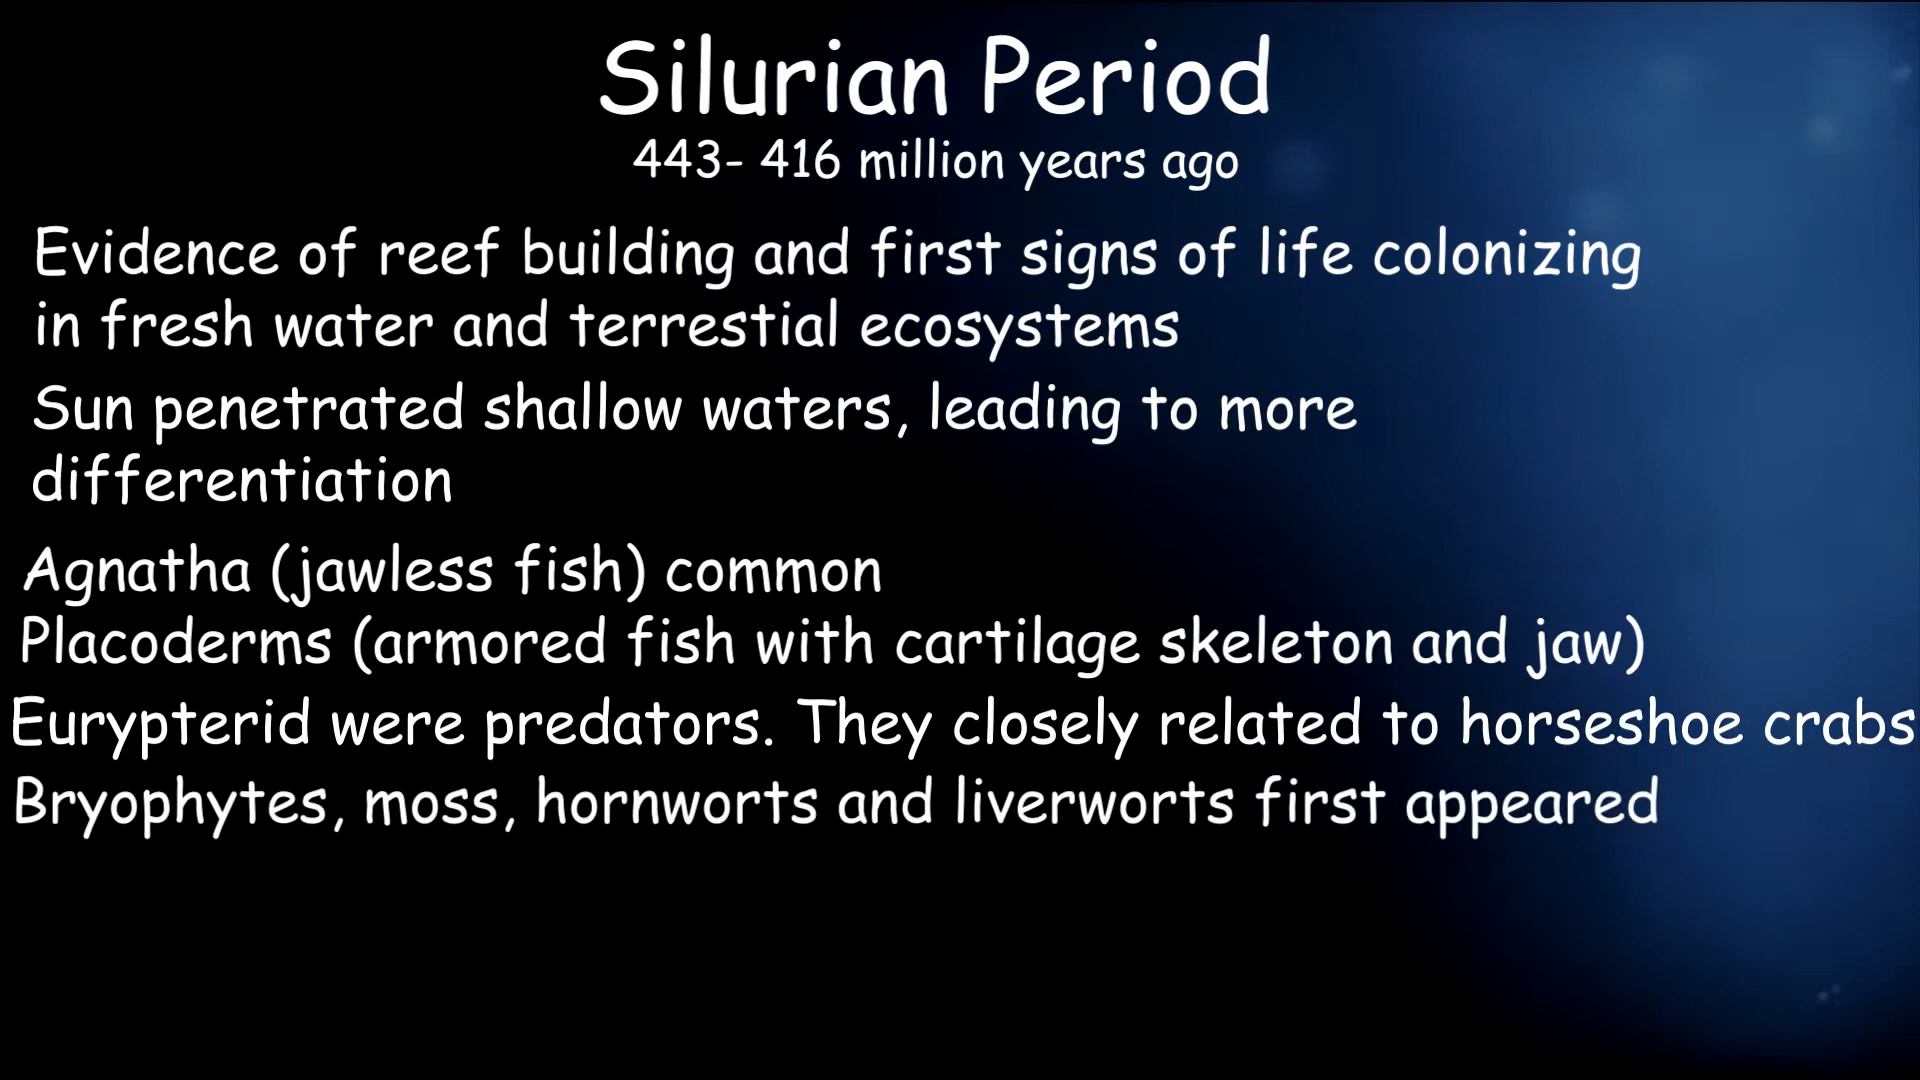 Silurian Period
443- 416 million years ago
Evidence of reef building and first signs of life colonizing
in fresh water and terrestial ecosystems
Sun penetrated shallow waters, leading to more
differentiation
Agnatha (jawless fish) common
Placoderms (armored fish with cartilage skeleton and jaw)
Eurypterid were predators. They closely related to horseshoe crabs
Bryophytes, moss, hornworts and liverworts first appeared